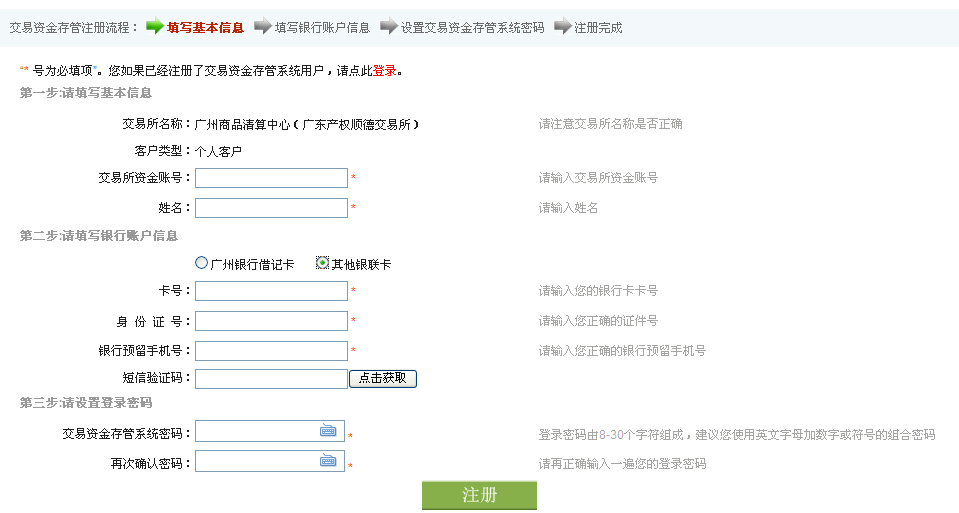 交易资金存管注册流程： 填写基本信息 填写银行账户信息 设置交易资金存管系统密码 注册完成
"*号为必填项"。您如果已经注册了交易资金存管系统用户，请点此登录。
第一步:请填写基本信息
交易所名称：广州商品清算中心（广东产权顺德交易所） 请注意交易所名称是否正确
客户类型：个人客户
交易所资金账号： * 请输入交易所资金账号
姓名： * 请输入姓名
第二步:请填写银行账户信息
广州银行借记卡 其他银联卡
卡号： * 请输入您的银行卡卡号
身 份 证 号： * 请输入您正确的证件号
银行预留手机号： * 请输入您正确的银行预留手机号
短信验证码： 点击获取
第三步:请设置登录密码
交易资金存管系统密码： * 登录密码由8-30个字符组成，建议您使用英文字母加数字或符号的组合密码
再次确认密码： * 请再正确输入一遍您的登录密码
注册